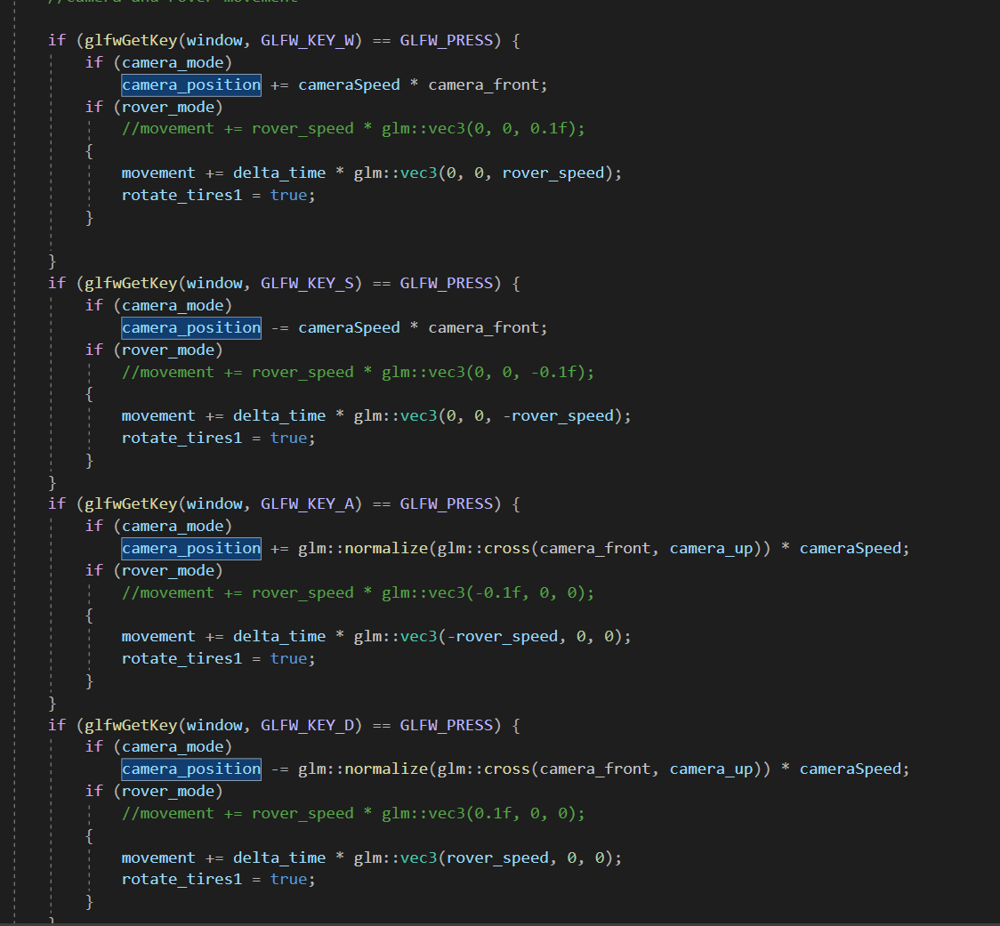 //camera and rover movement
if (glfwGetKey(window, GLFW_KEY_W) == GLFW_PRESS) {
if (camera_mode)
camera_position += cameraSpeed * camera_front;
if (rover_mode)
//movement += rover_speed * glm::vec3(0, 0, 0.1f);
{
movement += delta_time * glm::vec3(0, 0, rover_speed);
rotate_tires1 = true;
}
}
if (glfwGetKey(window, GLFW_KEY_S) == GLFW_PRESS) {
if (camera_mode)
camera_position -= cameraSpeed * camera_front;
if (rover_mode)
//movement += rover_speed * glm::vec3(0, 0, -0.1f);
{
movement += delta_time * glm::vec3(0, 0, -rover_speed);
rotate_tires1 = true;
}
}
if (glfwGetKey(window, GLFW_KEY_A) == GLFW_PRESS) {
if (camera_mode)
camera_position += glm::normalize(glm::cross(camera_front, camera_up)) * cameraSpeed;
if (rover_mode)
//movement += rover_speed * glm::vec3(-0.1f, 0, 0);
{
movement += delta_time * glm::vec3(-rover_speed, 0, 0);
rotate_tires1 = true;
}
}
if (glfwGetKey(window, GLFW_KEY_D) == GLFW_PRESS) {
if (camera_mode)
camera_position -= glm::normalize(glm::cross(camera_front, camera_up)) * cameraSpeed;
if (rover_mode)
//movement += rover_speed * glm::vec3(0.1f, 0, 0);
{
movement += delta_time * glm::vec3(rover_speed, 0, 0);
rotate_tires1 = true;
}
}